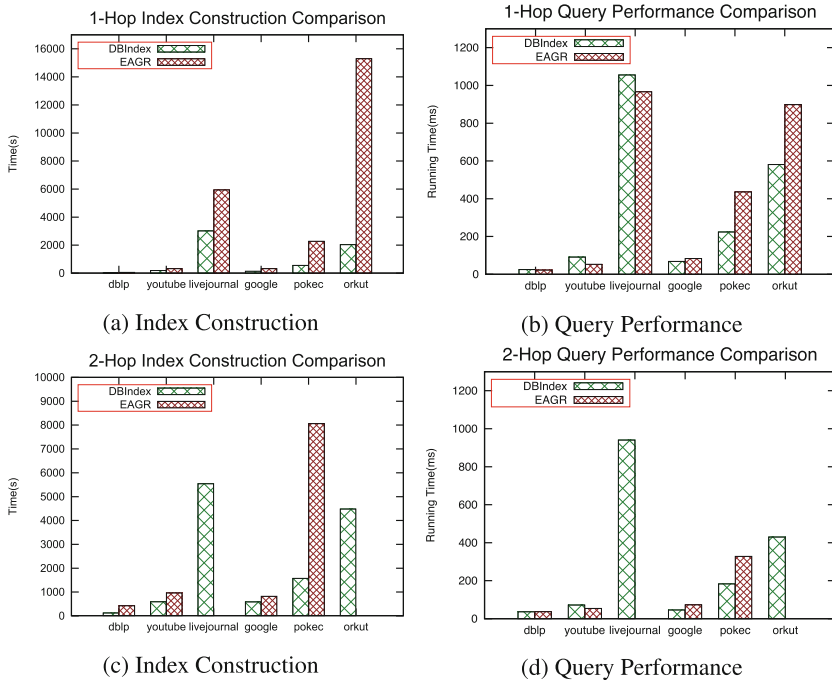 1-Hop Index Construction Comparison
16000
14000
12000
10000
8000
6000
4000
2000
0
Time(s)
DBIndex
EAGR
dblp youtube livejournal google pokec orkut
(a) Index Construction
1-Hop Query Performance Comparison
1200
1000
800
600
400
200
0
Running Time(ms)
DBIndex
EAGR
dblp youtube livejournal google pokec orkut
(b) Query Performance
2-Hop Index Construction Comparison
10000
9000
8000
7000
6000
5000
4000
3000
2000
1000
0
Time(s)
DBIndex
EAGR
dblp youtube livejournal google pokec orkut
(c) Index Construction
2-Hop Query Performance Comparison
1200
1000
800
600
400
200
0
Running Time(ms)
DBIndex
EAGR
dblp youtube livejournal google pokec orkut
(d) Query Performance